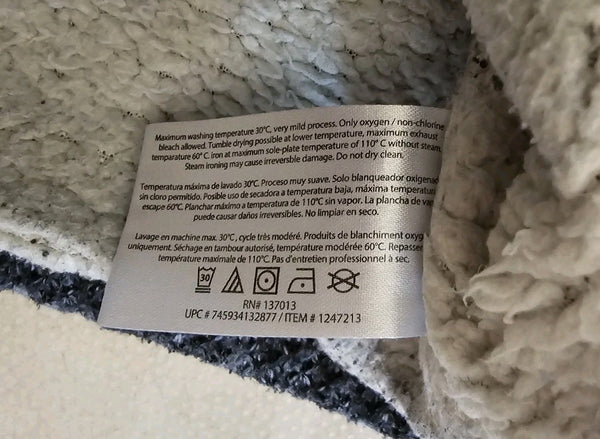 Maximum washing temperature 30°C, very mild process. Only oxygen / non-chlorine
bleach allowed. Tumble drying possible at lower temperature, maximum exhaust
temparature 60° C. iron at maximum sole-plate temperature of 110° C without steam.
Steam ironing may cause irreversible damage. Do not dry clean.
Temperatura máxima de lavado 30°C. Proceso muy suave. Solo blanqueador oxigenado
sin cloro permitido. Posible uso de secadora a temperatura baja, máxima temperatura
escape 60°C. Planchar máximo a temperatura de 110°C sin vapor. La plancha de vapor
puede causar daños irreversibles. No limpiar en seco.
Lavage en machine max. 30°C, cycle très modéré. Produits de blanchiment
uniquement. Séchage en tambour autorisé, température modérée 60°C. Repasser
température maximale de 110°C. Pas d'entretien professionnel à sec.
30
RN# 137013
UPC # 745934132877 / ITEM # 1247213